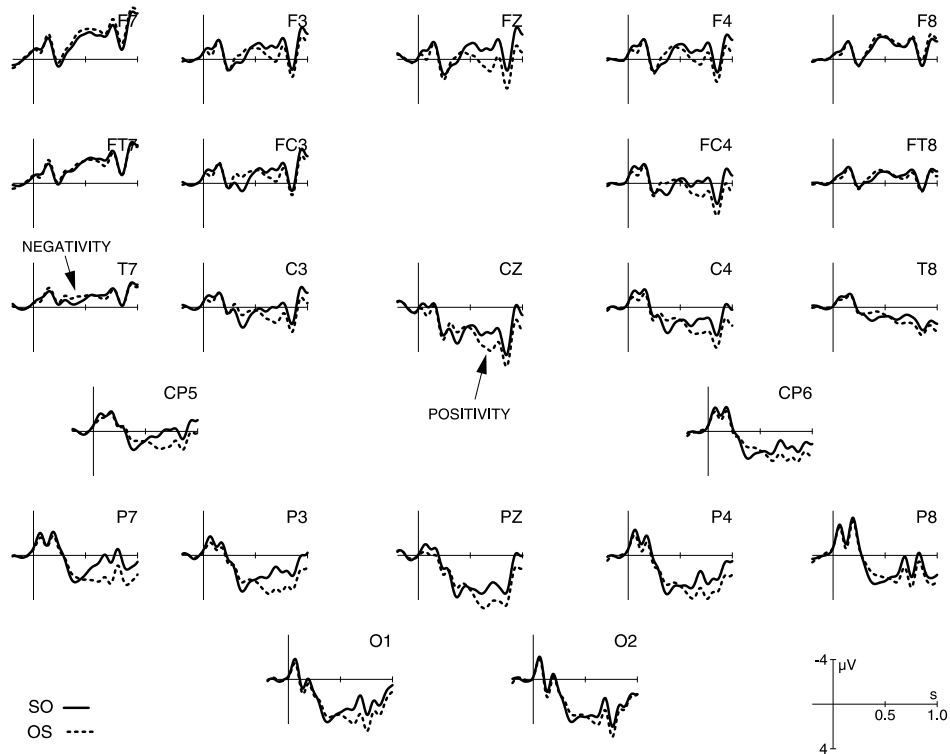 F7 F3 FZ F4 F8
FT7 FC3 FC4 FT8
NEGATIVITY
T7 C3 CZ C4 T8
CP5 POSITIVITY CP6
P7 P3 PZ P4 P8
O1 O2
-4 µV
s
SO
0.5 1.0
OS
4